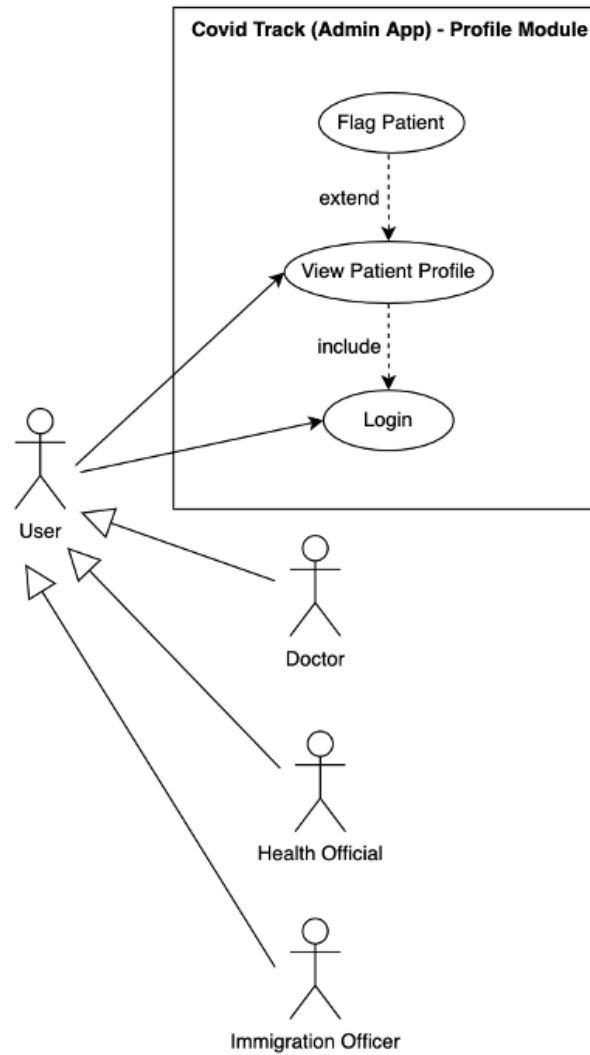 Covid Track (Admin App) - Profile Module
Flag Patient
extend
View Patient Profile
include
Login
User
Doctor
Health Official
Immigration Officer